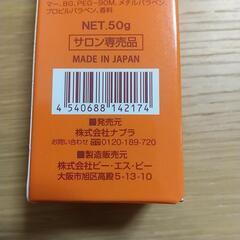 マー、BG、PEG-90M、メチルパラベン、
プロピルパラベン、香料
NET.50g
サロン専売品
MADE IN JAPAN
4540688142174
■発売元
株式会社ナプラ
お問い合わせ 0120-189-720
■製造販売元
株式会社ピー・エス・ピー
大阪市旭区高殿5-13-10